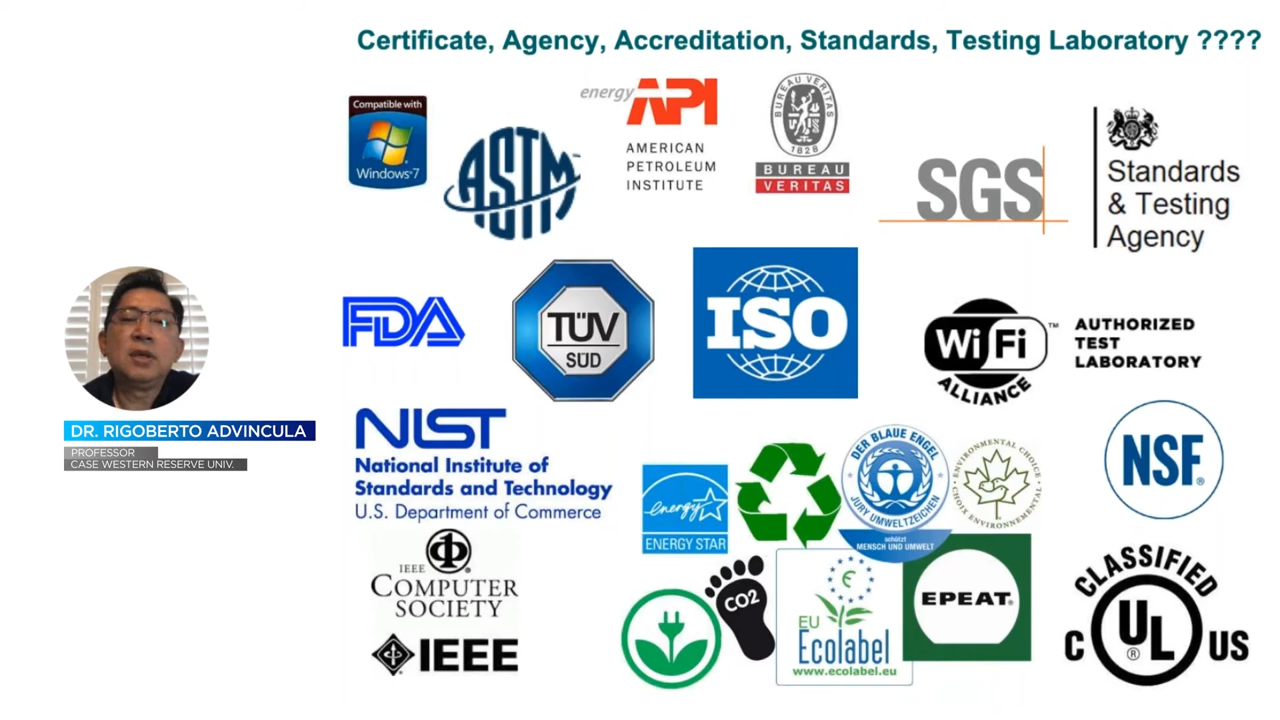 Certificate, Agency, Accreditation, Standards, Testing Laboratory ????
Compatible with
Windows 7
ASTM
energy API
AMERICAN
PETROLEUM
INSTITUTE
BUREAU VERITAS
1828
BUREAU
VERITAS
SGS
Standards
& Testing
Agency
DR. RIGOBERTO ADVINCULA
PROFESSOR
CASE WESTERN RESERVE UNIV.
FDA
TÜV
SÜD
ISO
Wi Fi ™
ALLIANCE
AUTHORIZED
TEST
LABORATORY
NIST
National Institute of
Standards and Technology
U.S. Department of Commerce
energy
ENERGY STAR
DER BLAUE ENGEL
JURY UMWELTZEICHEN
schützt
MENSCH UND UMWELT
ENVIRONMENTAL CHOICE
CHOIX ENVIRONNEMENTAL
NSF®
IEEE
COMPUTER
SOCIETY
IEEE
CO2
EU
Ecolabel
www.ecolabel.eu
EPEAT®
CLASSIFIED
C UL US
®